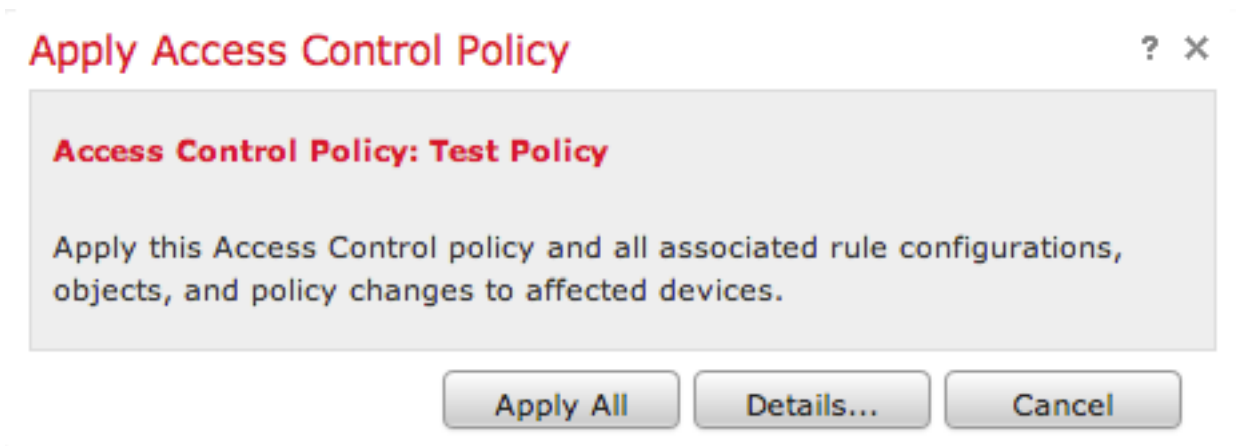 Apply Access Control Policy ? ×
Access Control Policy: Test Policy
Apply this Access Control policy and all associated rule configurations,
objects, and policy changes to affected devices.
Apply All Details... Cancel